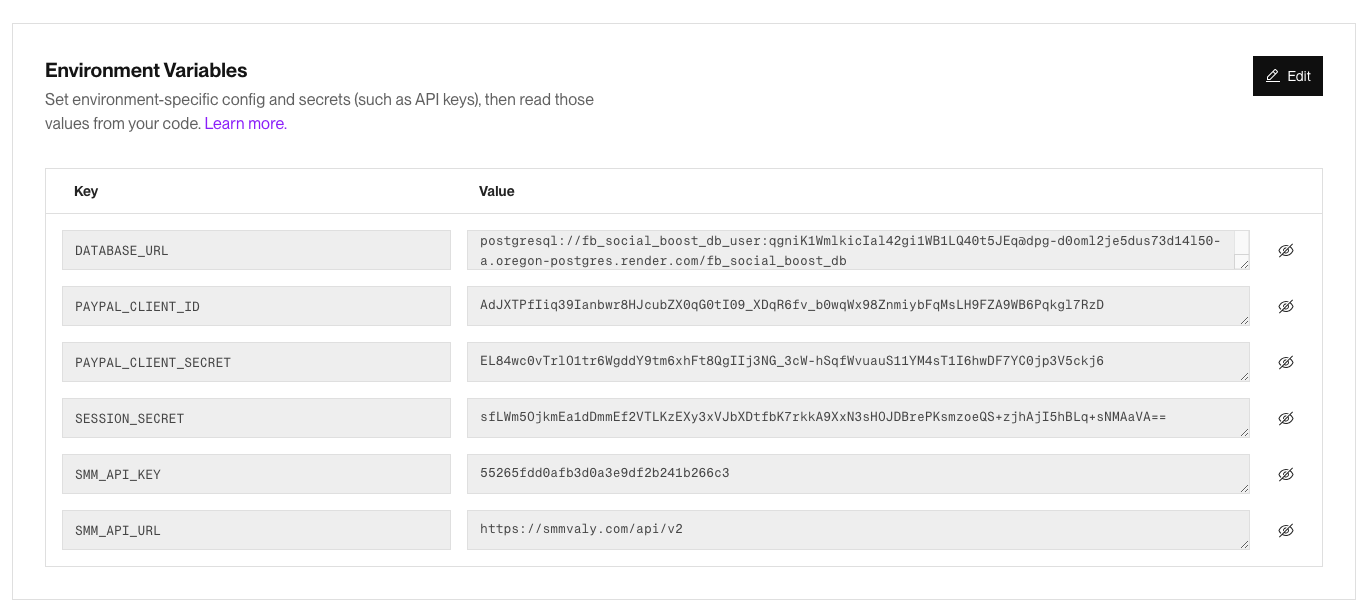 Environment Variables
Edit
Set environment-specific config and secrets (such as API keys), then read those
values from your code. Learn more.
Key Value
DATABASE_URL
postgresql://fb_social_boost_db_user:qgniK1WmlkicIal42gi1WB1LQ40t5JEq@dpg-d0oml2je5dus73d14l50-
a.oregon-postgres.render.com/fb_social_boost_db
PAYPAL_CLIENT_ID
AdJXTPfIiq39Ianbwr8HJcubZX0qG0tI09_XDqR6fv_b0wqWx98ZnmiybFqMsLH9FZA9WB6Pqkgl7RzD
PAYPAL_CLIENT_SECRET
EL84wc0vTrlO1tr6WgddY9tm6xhFt8QgIIj3NG_3cW-hSqfWvuauS11YM4sT1I6hwDF7YC0jp3V5ckj6
SESSION_SECRET
sfLWm5OjkmEa1dDmmEf2VTLKzEXy3xVJbXDtfbK7rkkA9XxN3sHOJDBrePKsmzoeQS+zjhAjI5hBLq+sNMAaVA==
SMM_API_KEY
55265fdd0afb3d0a3e9df2b241b266c3
SMM_API_URL
https://smmvaly.com/api/v2